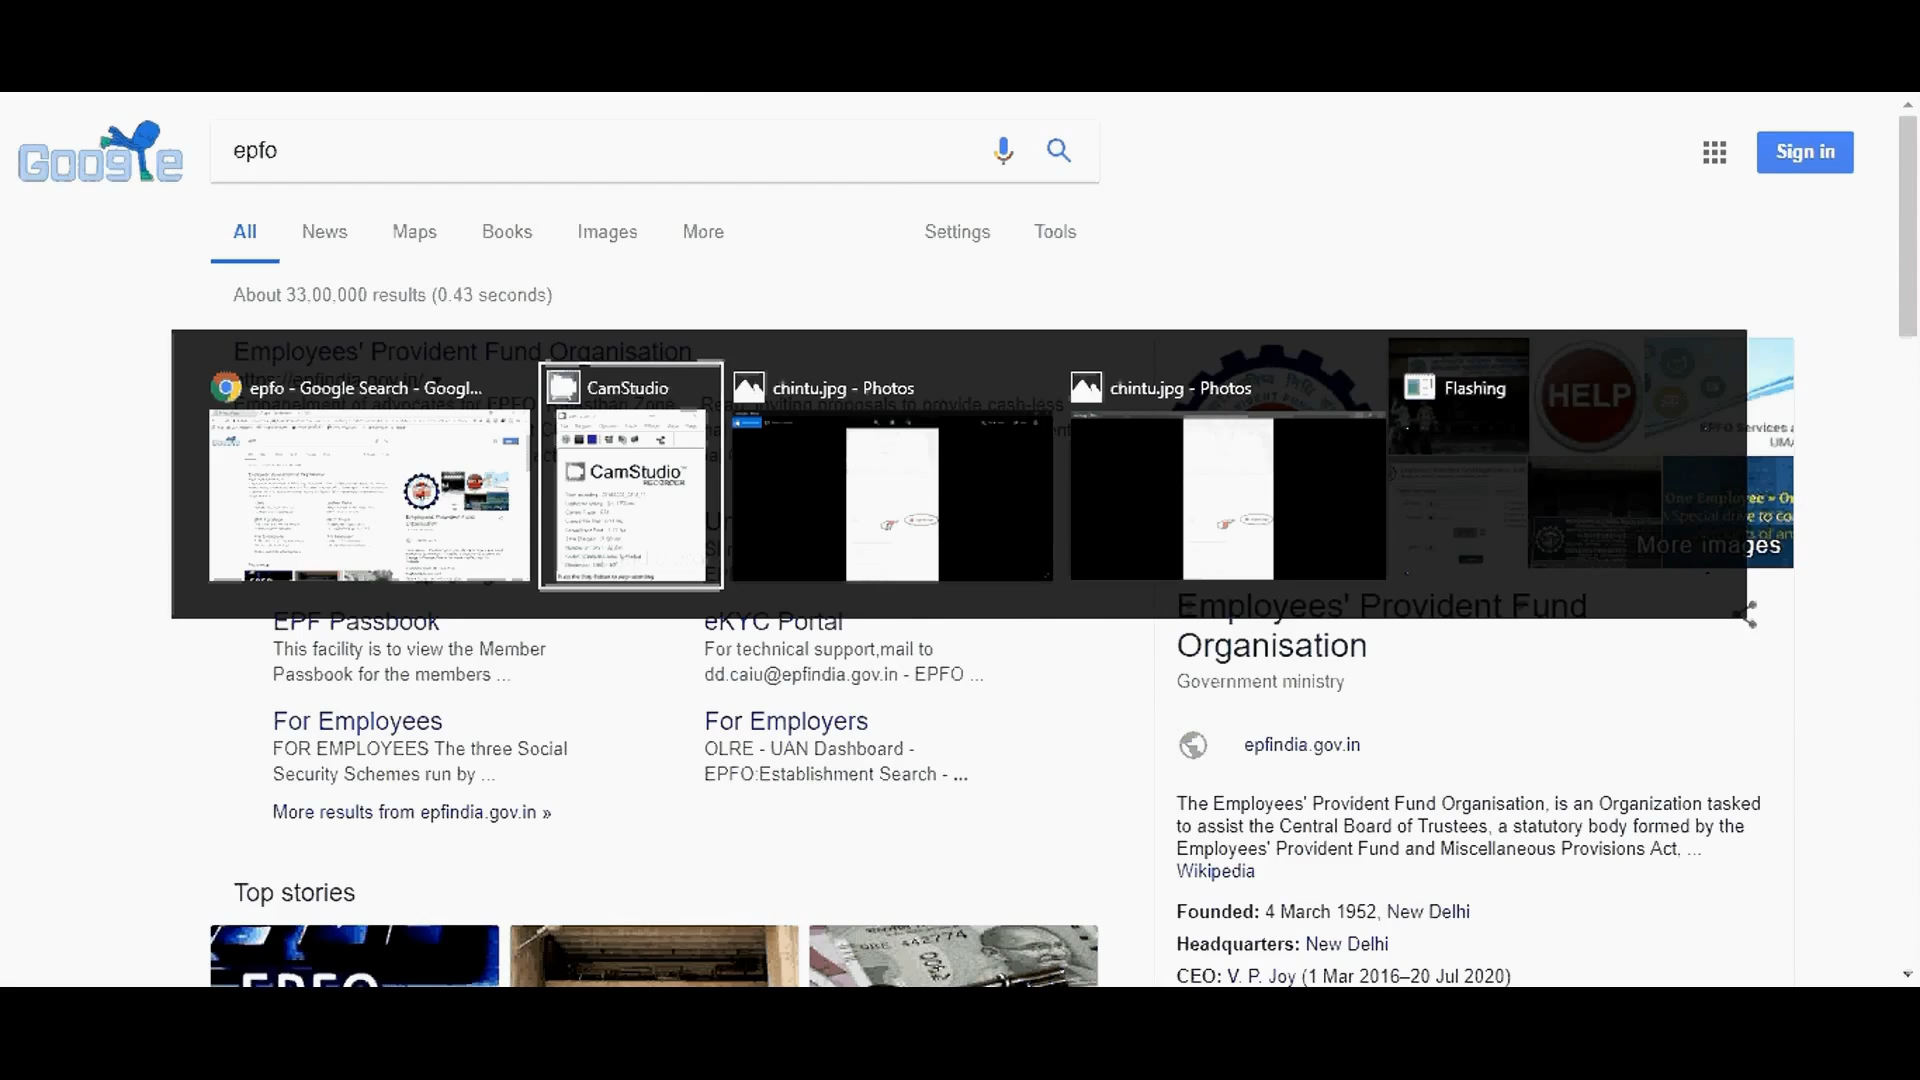 Google
epfo
Sign in
All News Maps Books Images More Settings Tools
About 33,00,000 results (0.43 seconds)
Employees' Provident Fund Organisation
epfo - Google Search - Googl...
CamStudio
chintu.jpg - Photos
chintu.jpg - Photos
Flashing
HELP
CamStudio
RECORDER
EPFO Services
More images
EPF Passbook
This facility is to view the Member
Passbook for the members ...
eKYC Portal
For technical support,mail to
dd.caiu@epfindia.gov.in - EPFO ...
For Employees
FOR EMPLOYEES The three Social
Security Schemes run by ...
For Employers
OLRE - UAN Dashboard -
EPFO:Establishment Search - ...
More results from epfindia.gov.in »
Top stories
EPFO
Employees' Provident Fund
Organisation
Government ministry
epfindia.gov.in
The Employees' Provident Fund Organisation, is an Organization tasked
to assist the Central Board of Trustees, a statutory body formed by the
Employees' Provident Fund and Miscellaneous Provisions Act, ...
Wikipedia
Founded: 4 March 1952, New Delhi
Headquarters: New Delhi
CEO: V. P. Joy (1 Mar 2016–20 Jul 2020)